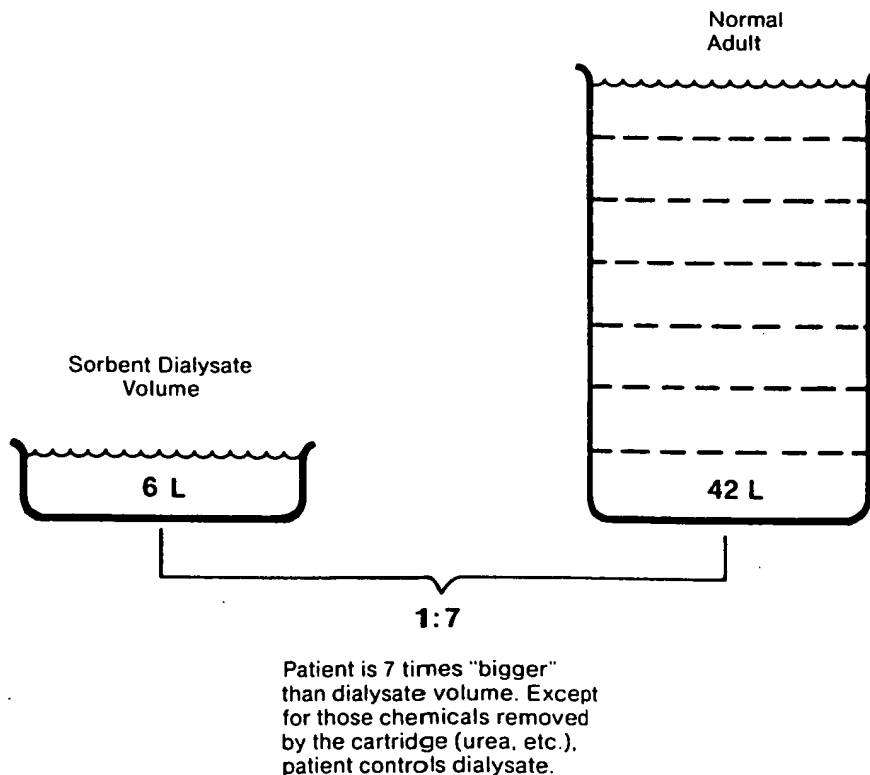 Normal
Adult
Sorbent Dialysate
Volume
6 L
42 L
1:7
Patient is 7 times "bigger"
than dialysate volume. Except
for those chemicals removed
by the cartridge (urea, etc.),
patient controls dialysate.